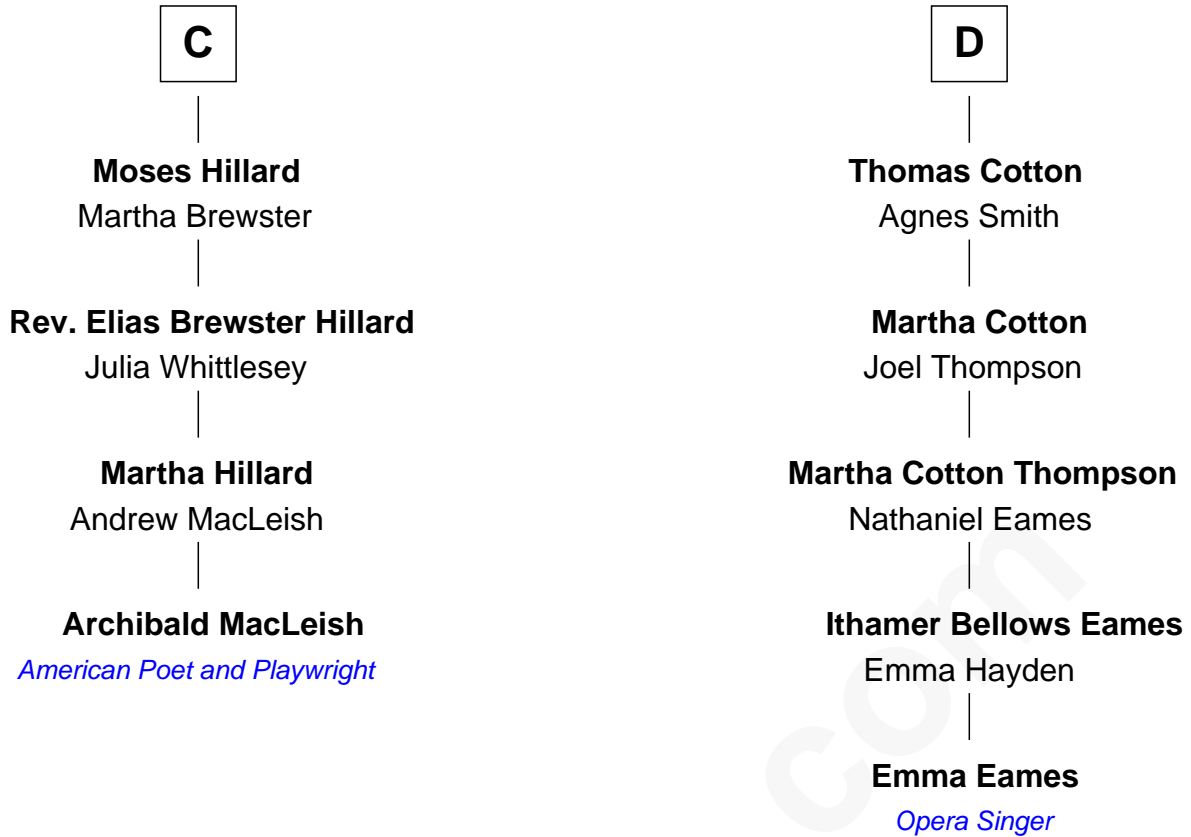 C
Moses Hillard
Martha Brewster
Rev. Elias Brewster Hillard
Julia Whittlesey
Martha Hillard
Andrew MacLeish
Archibald MacLeish
American Poet and Playwright
D
Thomas Cotton
Agnes Smith
Martha Cotton
Joel Thompson
Martha Cotton Thompson
Nathaniel Eames
Ithamer Bellows Eames
Emma Hayden
Emma Eames
Opera Singer
com